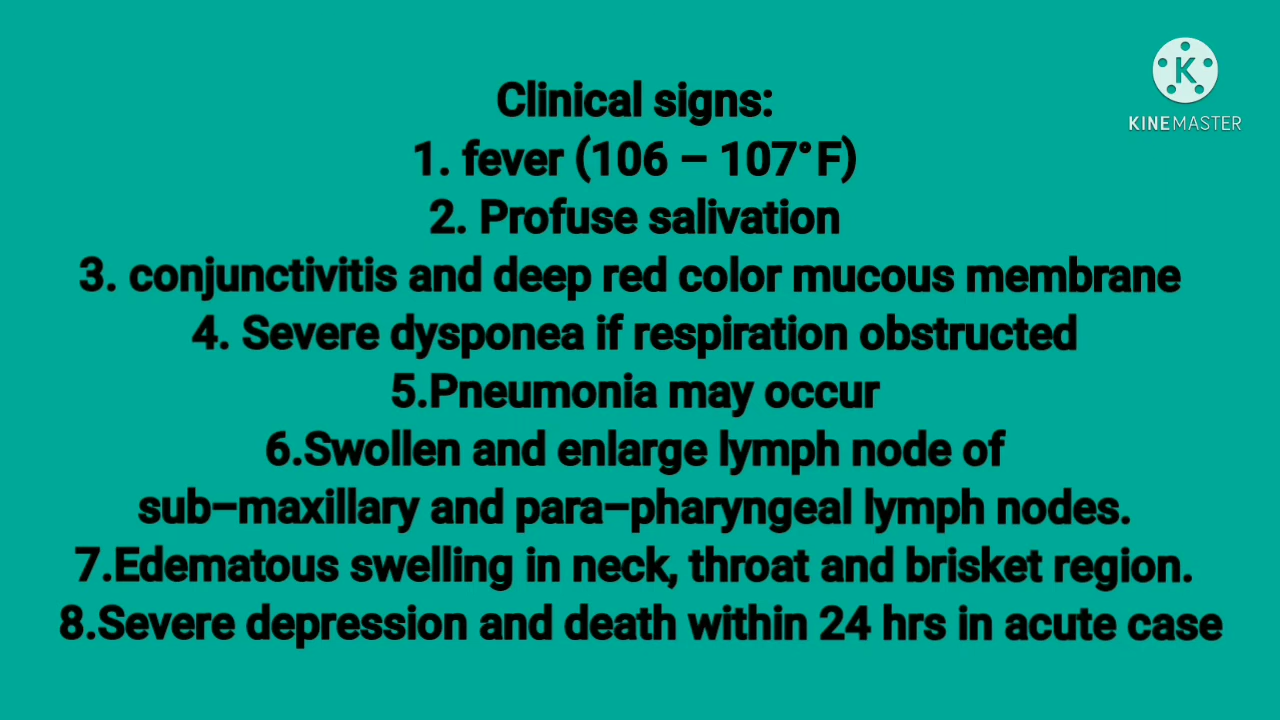 Clinical signs:
1. fever (106 – 107°F)
2. Profuse salivation
3. conjunctivitis and deep red color mucous membrane
4. Severe dysponea if respiration obstructed
5.Pneumonia may occur
6.Swollen and enlarge lymph node of
sub–maxillary and para–pharyngeal lymph nodes.
7.Edematous swelling in neck, throat and brisket region.
8.Severe depression and death within 24 hrs in acute case
K
KINEMASTER